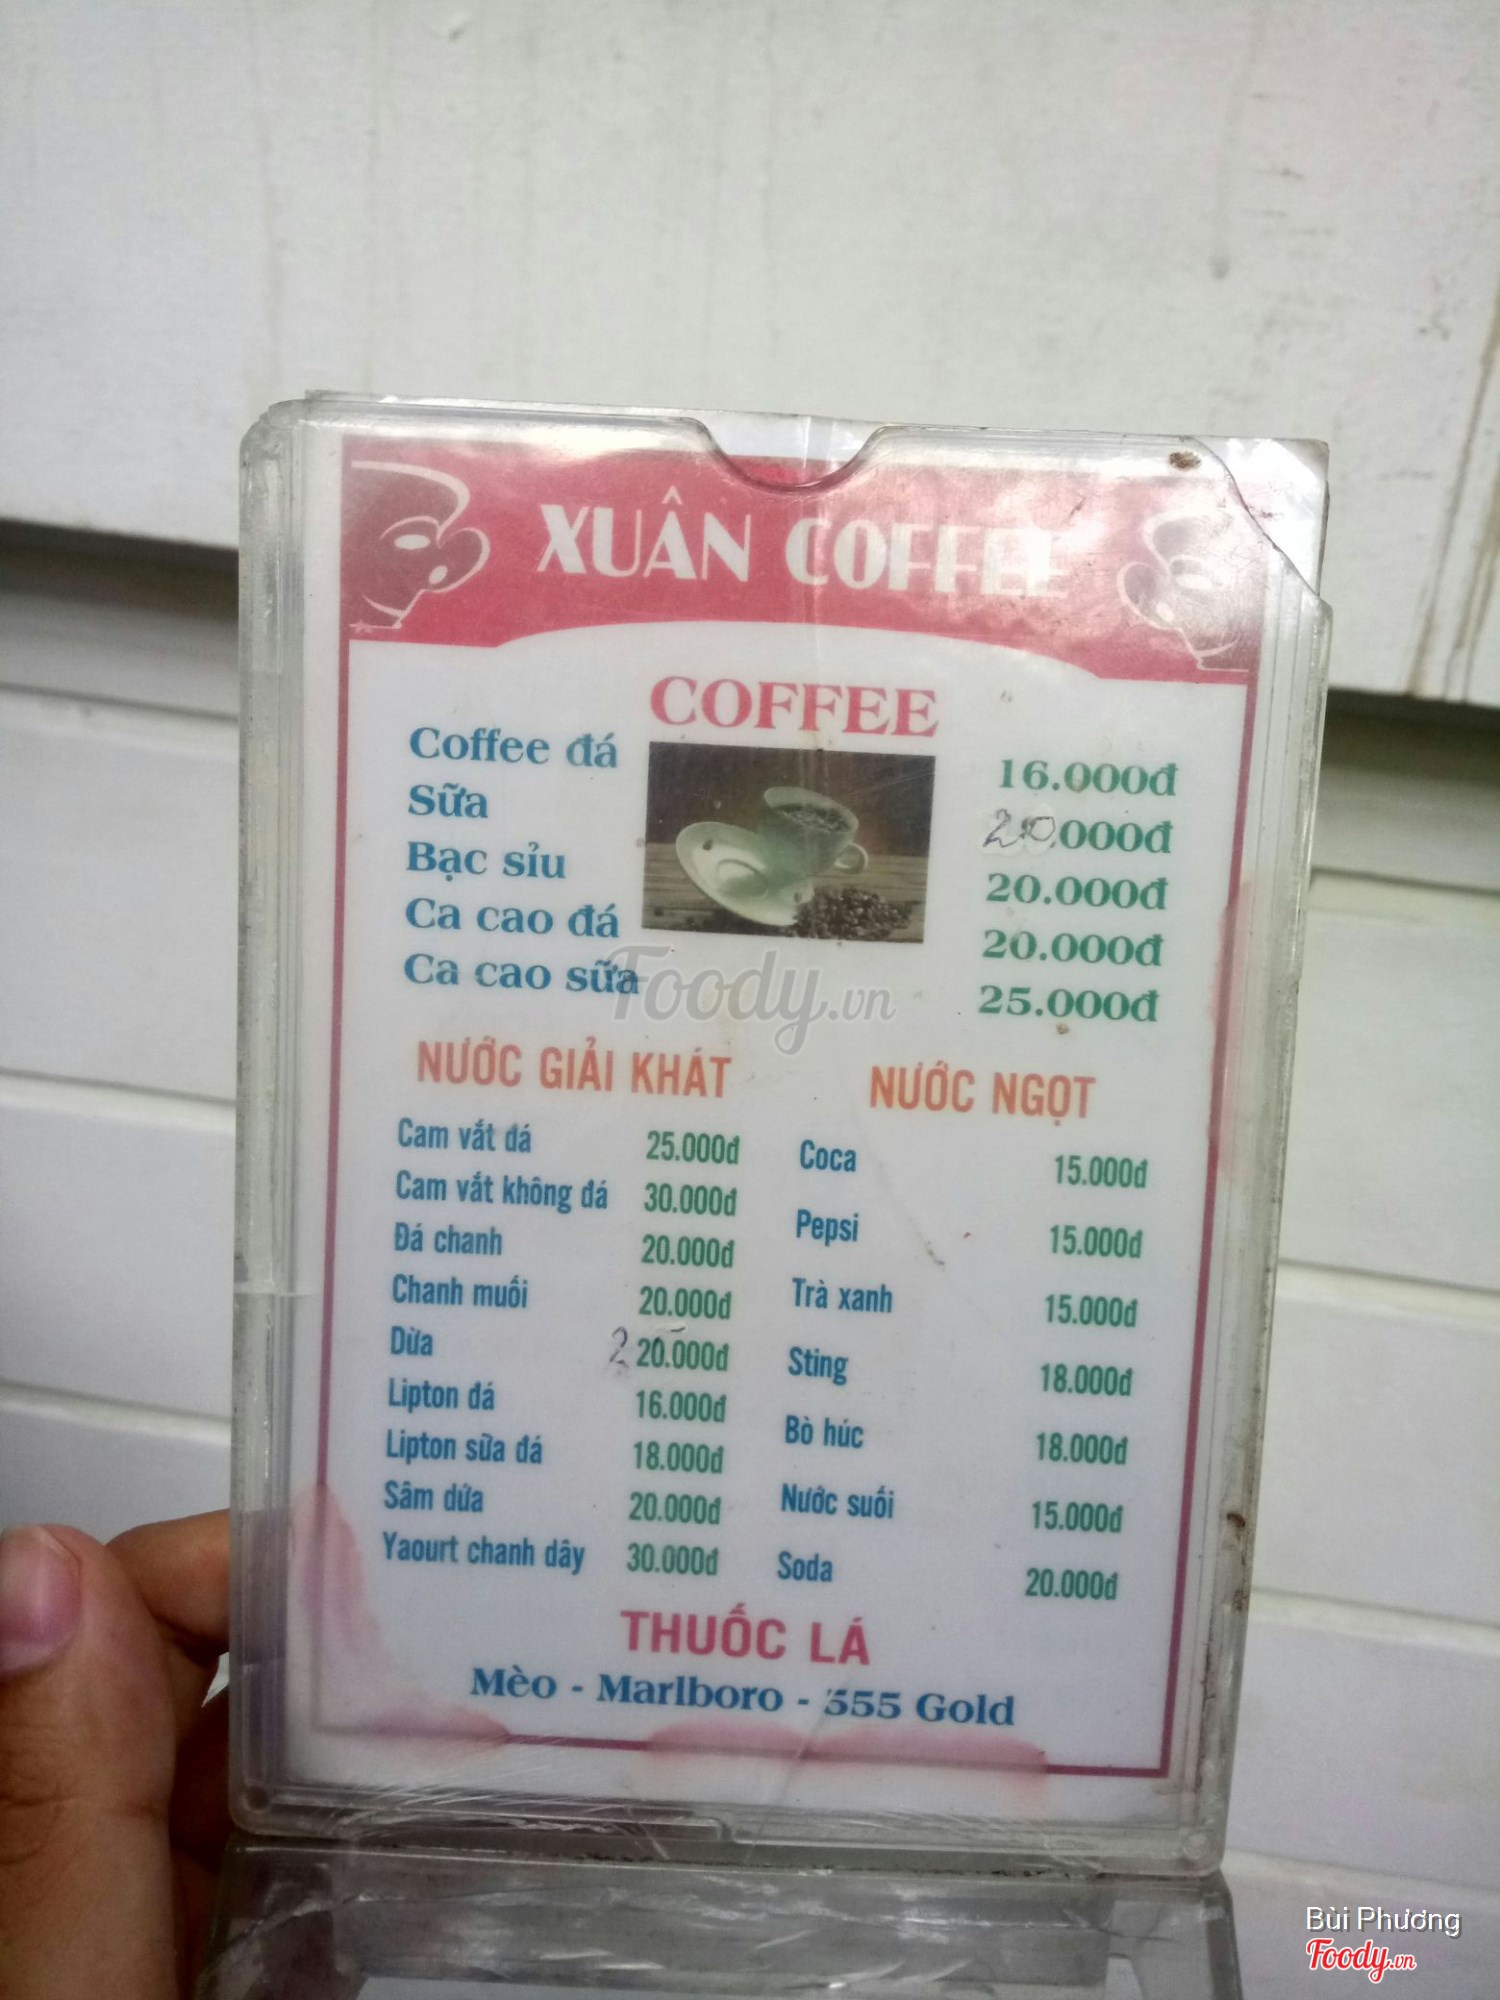 XUÂN COFFEE
COFFEE
Coffee đá 16.000đ
Sữa 20.000đ
Bạc sỉu 20.000đ
Ca cao đá 20.000đ
Ca cao sữa 25.000đ
Foody.vn
NƯỚC GIẢI KHÁT
Cam vắt đá 25.000đ
Cam vắt không đá 30.000đ
Đá chanh 20.000đ
Chanh muối 20.000đ
Dừa 20.000đ
Lipton đá 16.000đ
Lipton sữa đá 18.000đ
Sâm dứa 20.000đ
Yaourt chanh dây 30.000đ
NƯỚC NGỌT
Coca 15.000đ
Pepsi 15.000đ
Trà xanh 15.000đ
Sting 18.000đ
Bò húc 18.000đ
Nước suối 15.000đ
Soda 20.000đ
THUỐC LÁ
Mèo - Marlboro - 555 Gold
Bùi Phương
Foody.vn